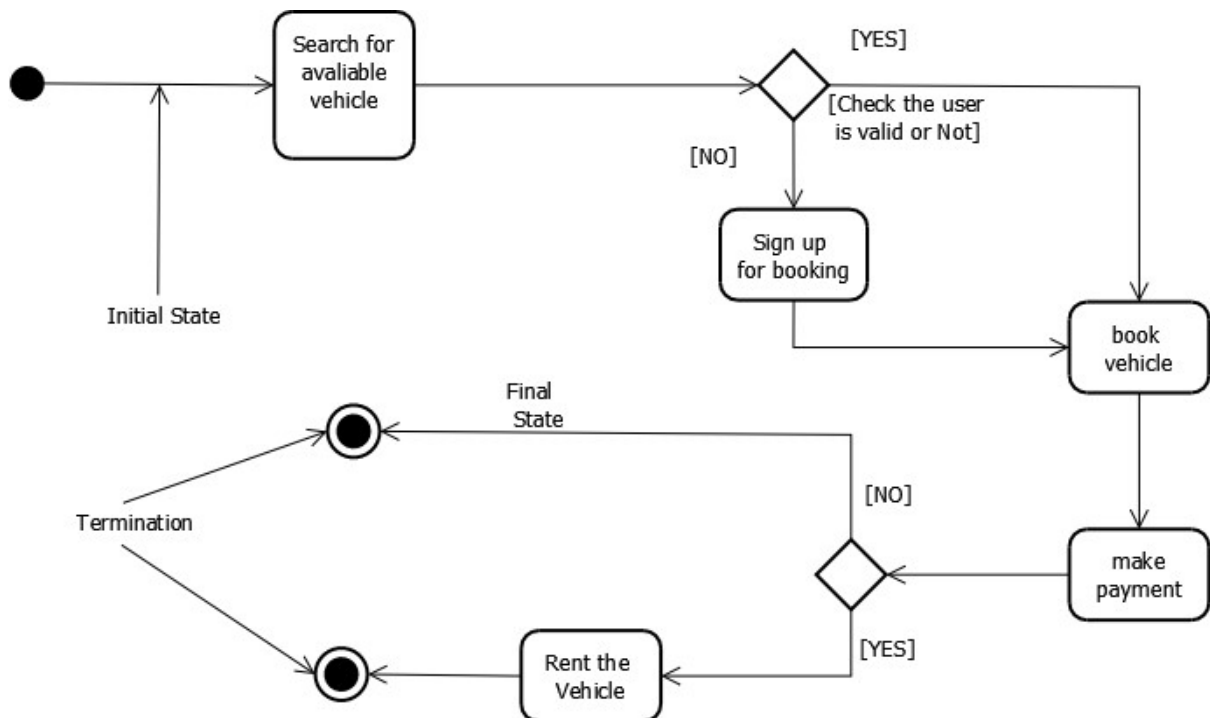 Search for
avaliable
vehicle
[YES]
[Check the user
is valid or Not]
[NO]
Sign up
for booking
Initial State
book
vehicle
Final
State
[NO]
Termination
make
payment
[YES]
Rent the
Vehicle